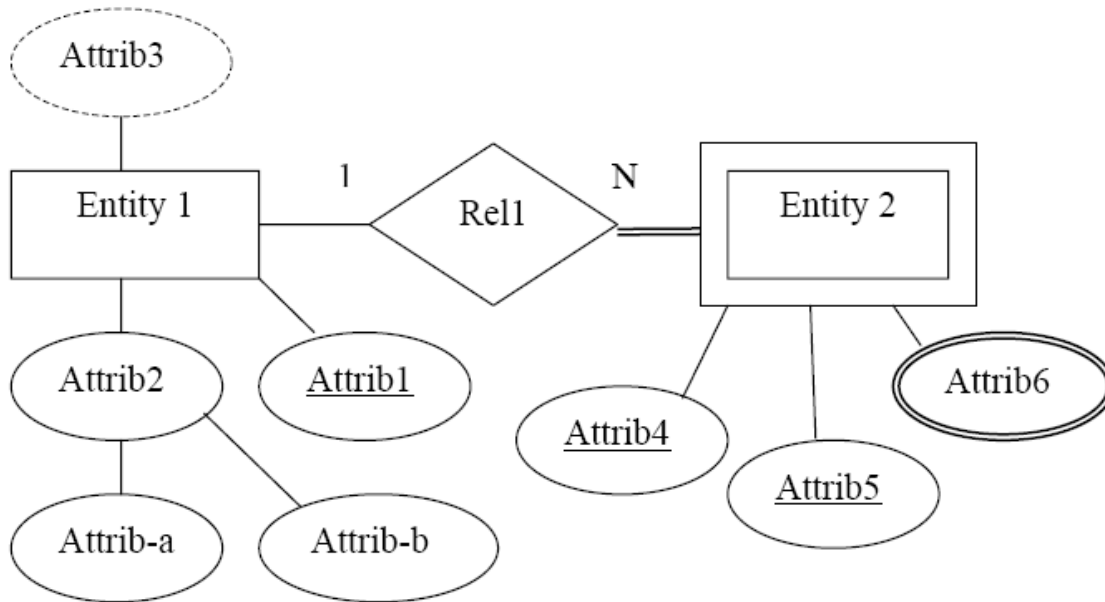 Attrib3
Entity 1
1
Rel1
N
Entity 2
Attrib2
Attrib1
Attrib4
Attrib5
Attrib6
Attrib-a
Attrib-b